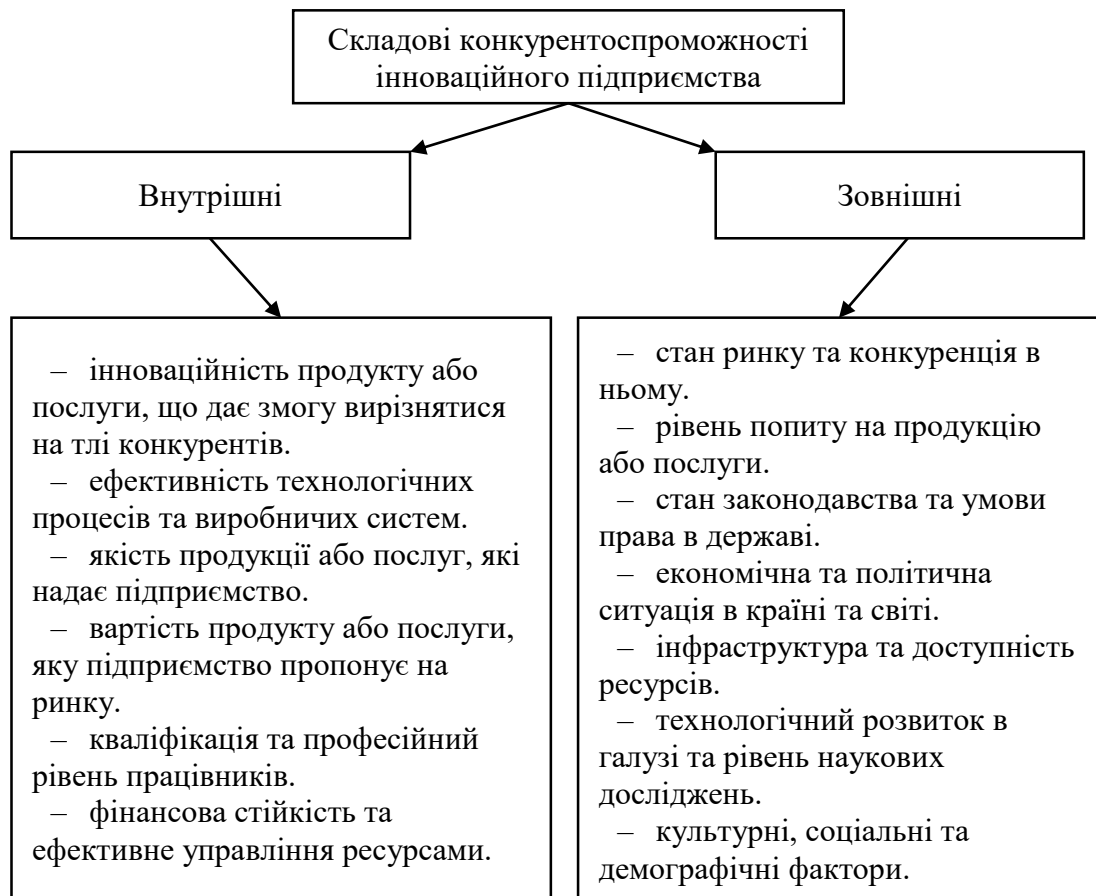 Складові конкурентоспроможності
інноваційного підприємства
Внутрішні
Зовнішні
– інноваційність продукту або
послуги, що дає змогу вирізнятися
на тлі конкурентів.
– ефективність технологічних
процесів та виробничих систем.
– якість продукції або послуг, які
надає підприємство.
– вартість продукту або послуги,
яку підприємство пропонує на
ринку.
– кваліфікація та професійний
рівень працівників.
– фінансова стійкість та
ефективне управління ресурсами.
– стан ринку та конкуренція в
ньому.
– рівень попиту на продукцію
або послуги.
– стан законодавства та умови
права в державі.
– економічна та політична
ситуація в країні та світі.
– інфраструктура та доступність
ресурсів.
– технологічний розвиток в
галузі та рівень наукових
досліджень.
– культурні, соціальні та
демографічні фактори.